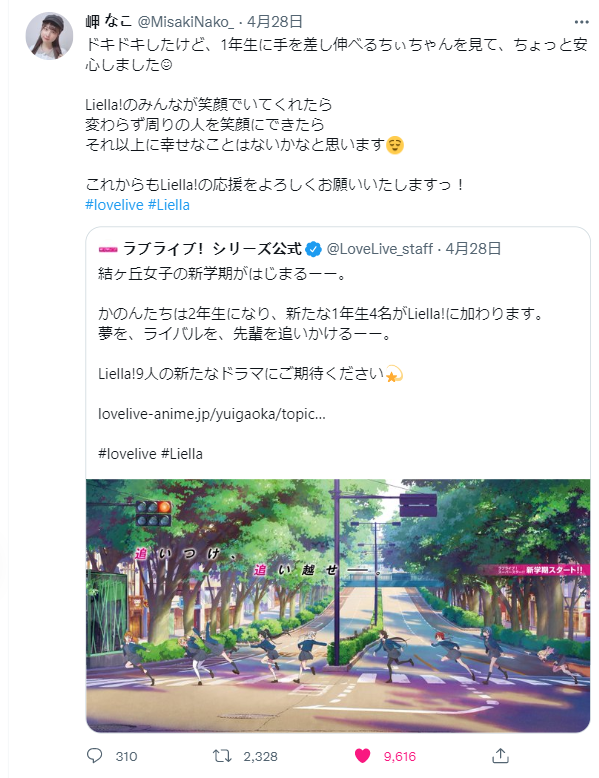 岬 なこ @MisakiNako_ · 4月28日
ドキドキしたけど、1年生に手を差し伸べるちぃちゃんを見て、ちょっと安
心しました☺
Liella!のみんなが笑顔でいてくれたら
変わらず周りの人を笑顔にできたら
それ以上に幸せなことはないかなと思います😌
これからもLiella!の応援をよろしくお願いいたしますっ！
#lovelive #Liella
ラブライブ！シリーズ公式 @LoveLive_staff · 4月28日
結ヶ丘女子の新学期がはじまるーー。
かのんたちは2年生になり、新たな1年生4名がLiella!に加わります。
夢を、ライバルを、先輩を追いかけるーー。
Liella!9人の新たなドラマにご期待ください💫
lovelive-anime.jp/yuigaoka/topic...
#lovelive #Liella
追いつけ、
追い越せ──。
ラブライブ！
スーパースター!! 新学期スタート!!
310
2,328
9,616